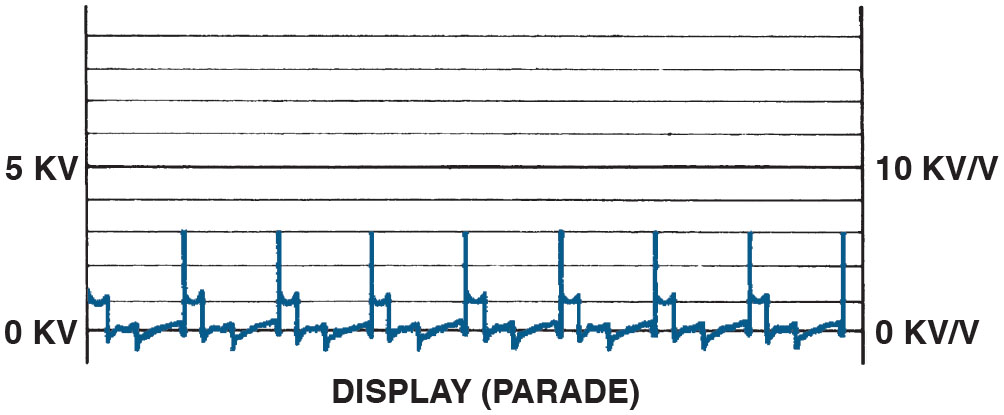 5 KV 10 KV/V
0 KV 0 KV/V
DISPLAY (PARADE)